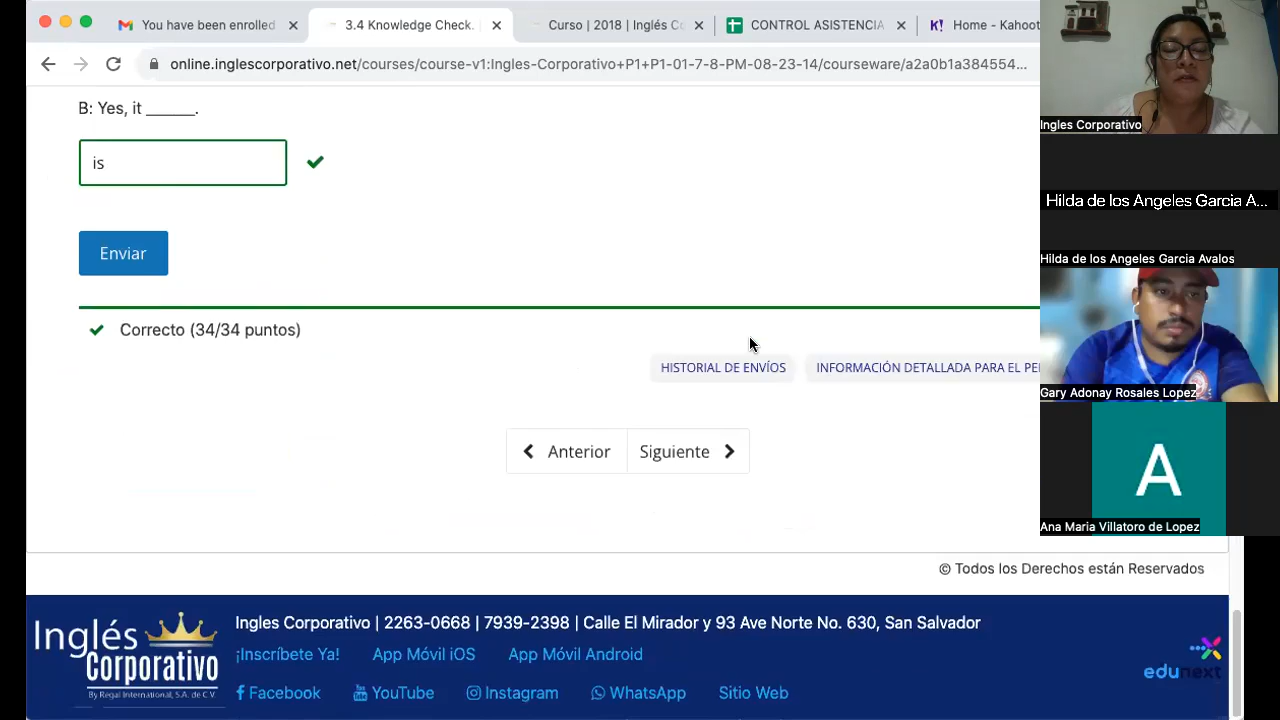 You have been enrolled
3.4 Knowledge Check.
Curso | 2018 | Inglés Co
CONTROL ASISTENCIA
Home - Kahoot
online.inglescorporativo.net/courses/course-v1:Ingles-Corporativo+P1+P1-01-7-8-PM-08-23-14/courseware/a2a0b1a384554...
B: Yes, it ______.
is
Enviar
Correcto (34/34 puntos)
HISTORIAL DE ENVÍOS
INFORMACIÓN DETALLADA PARA EL PE
Anterior
Siguiente
© Todos los Derechos están Reservados
Inglés
Corporativo
By Regal International, S.A. de C.V.
Ingles Corporativo | 2263-0668 | 7939-2398 | Calle El Mirador y 93 Ave Norte No. 630, San Salvador
¡Inscríbete Ya!
App Móvil iOS
App Móvil Android
Facebook
YouTube
Instagram
WhatsApp
Sitio Web
edunext
Ingles Corporativo
Hilda de los Angeles Garcia A...
Hilda de los Angeles Garcia Avalos
Gary Adonay Rosales Lopez
A
Ana Maria Villatoro de Lopez